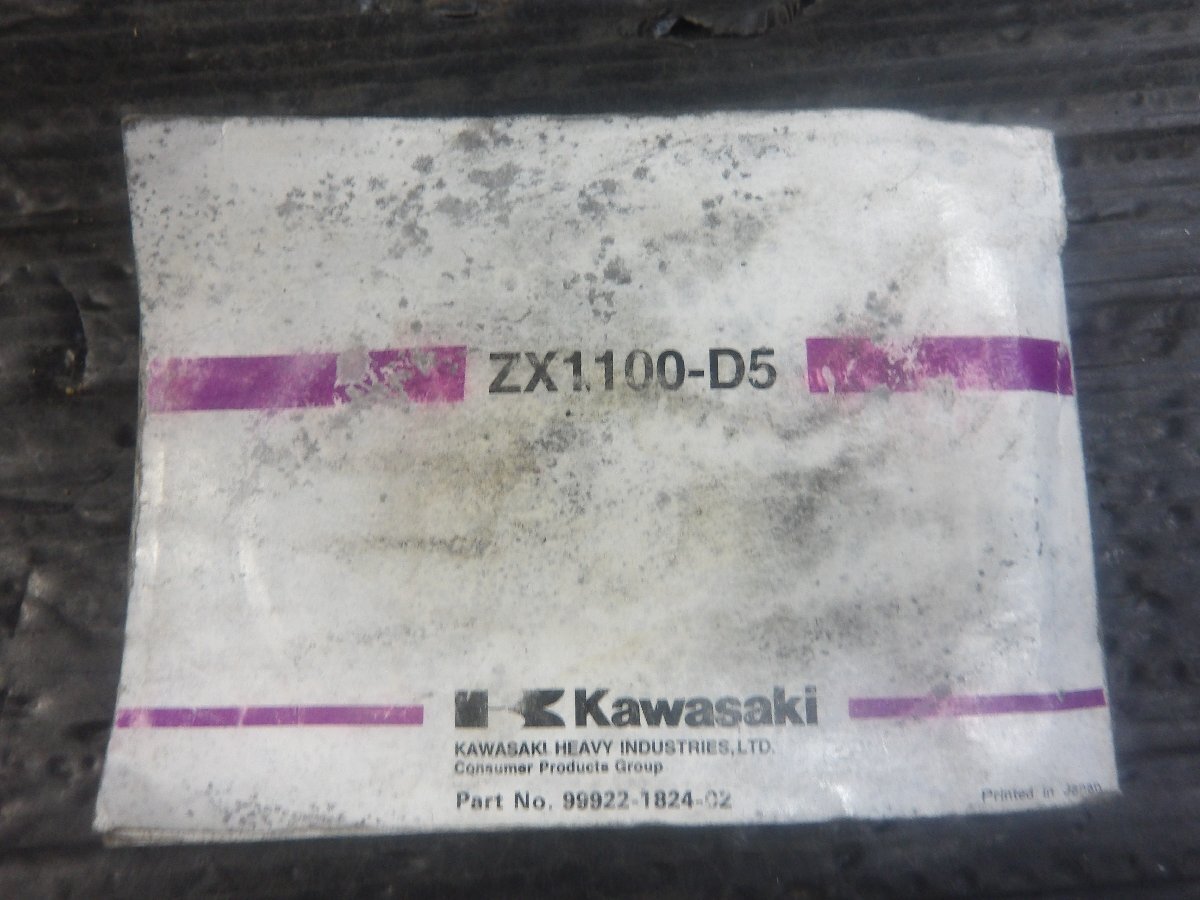 ZX1100-D5
Kawasaki
KAWASAKI HEAVY INDUSTRIES,LTD.
Consumer Products Group
Part No. 99922-1824-02
Printed in Japan